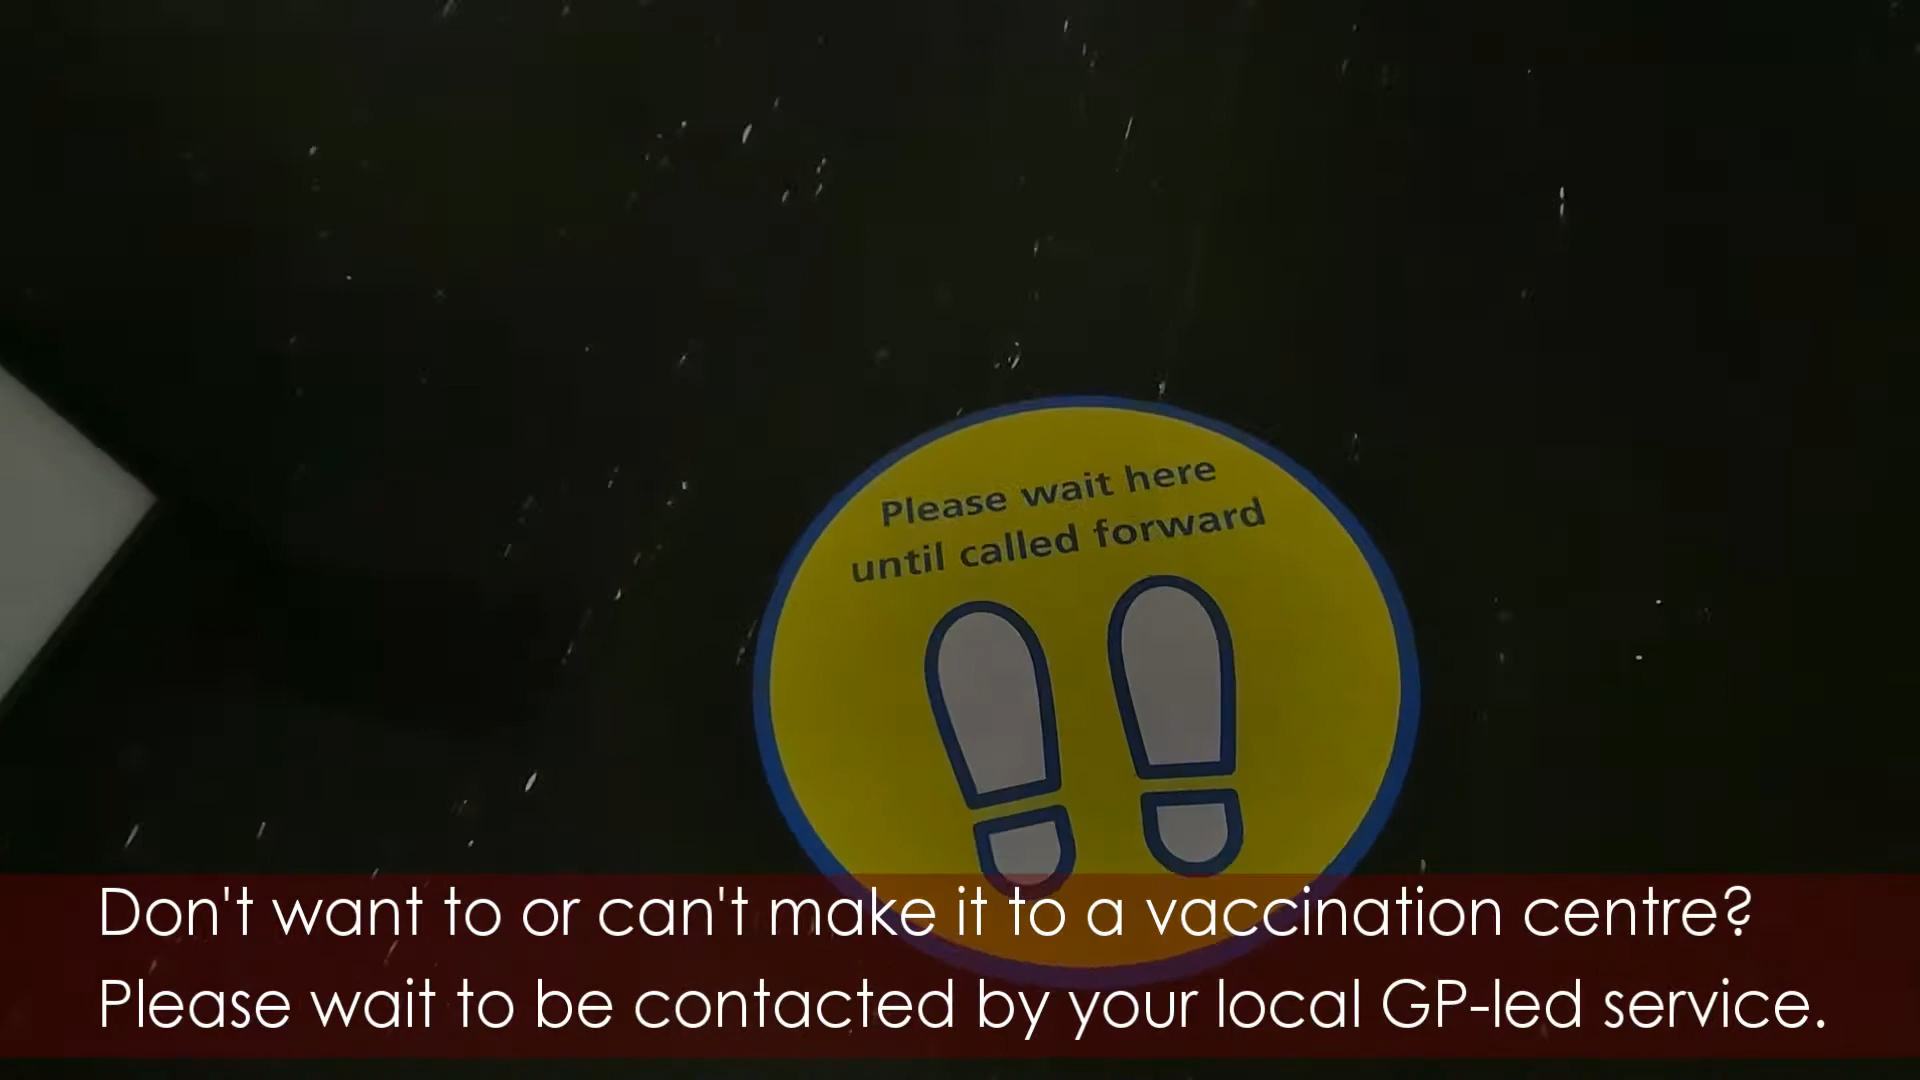 Please wait here
until called forward
Don't want to or can't make it to a vaccination centre?
Please wait to be contacted by your local GP-led service.